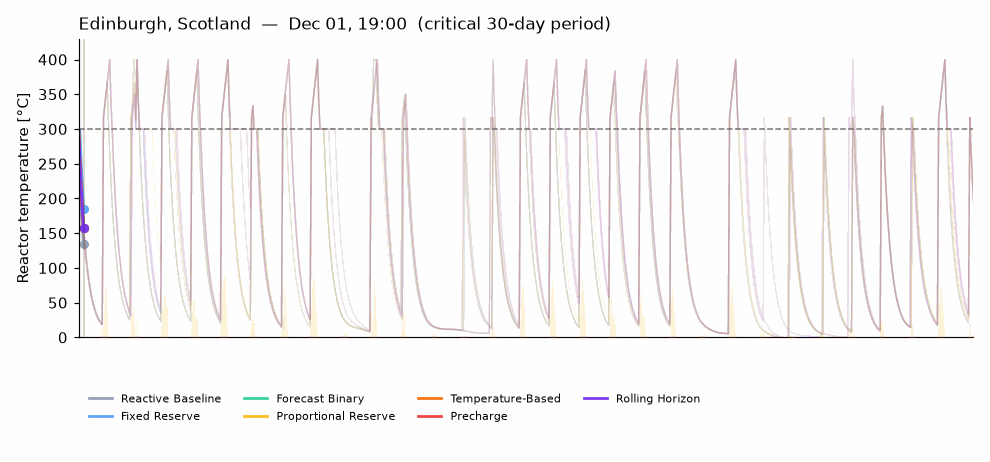 Edinburgh, Scotland — Dec 01, 19:00 (critical 30-day period)
Reactor temperature [°C]
400
350
300
250
200
150
100
50
0
Reactive Baseline
Forecast Binary
Temperature-Based
Rolling Horizon
Fixed Reserve
Proportional Reserve
Precharge